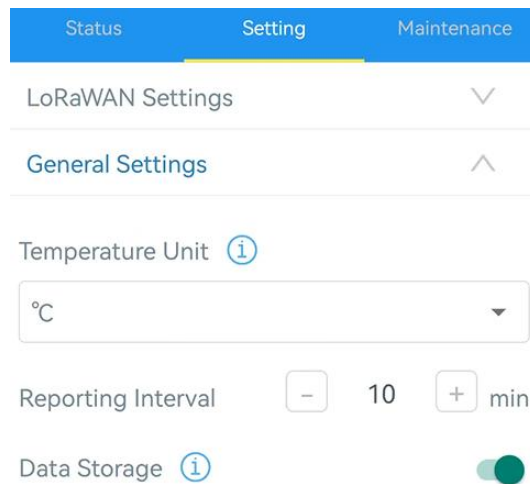 Status Setting Maintenance
LoRaWAN Settings
General Settings
Temperature Unit
°C
Reporting Interval - 10 + min
Data Storage